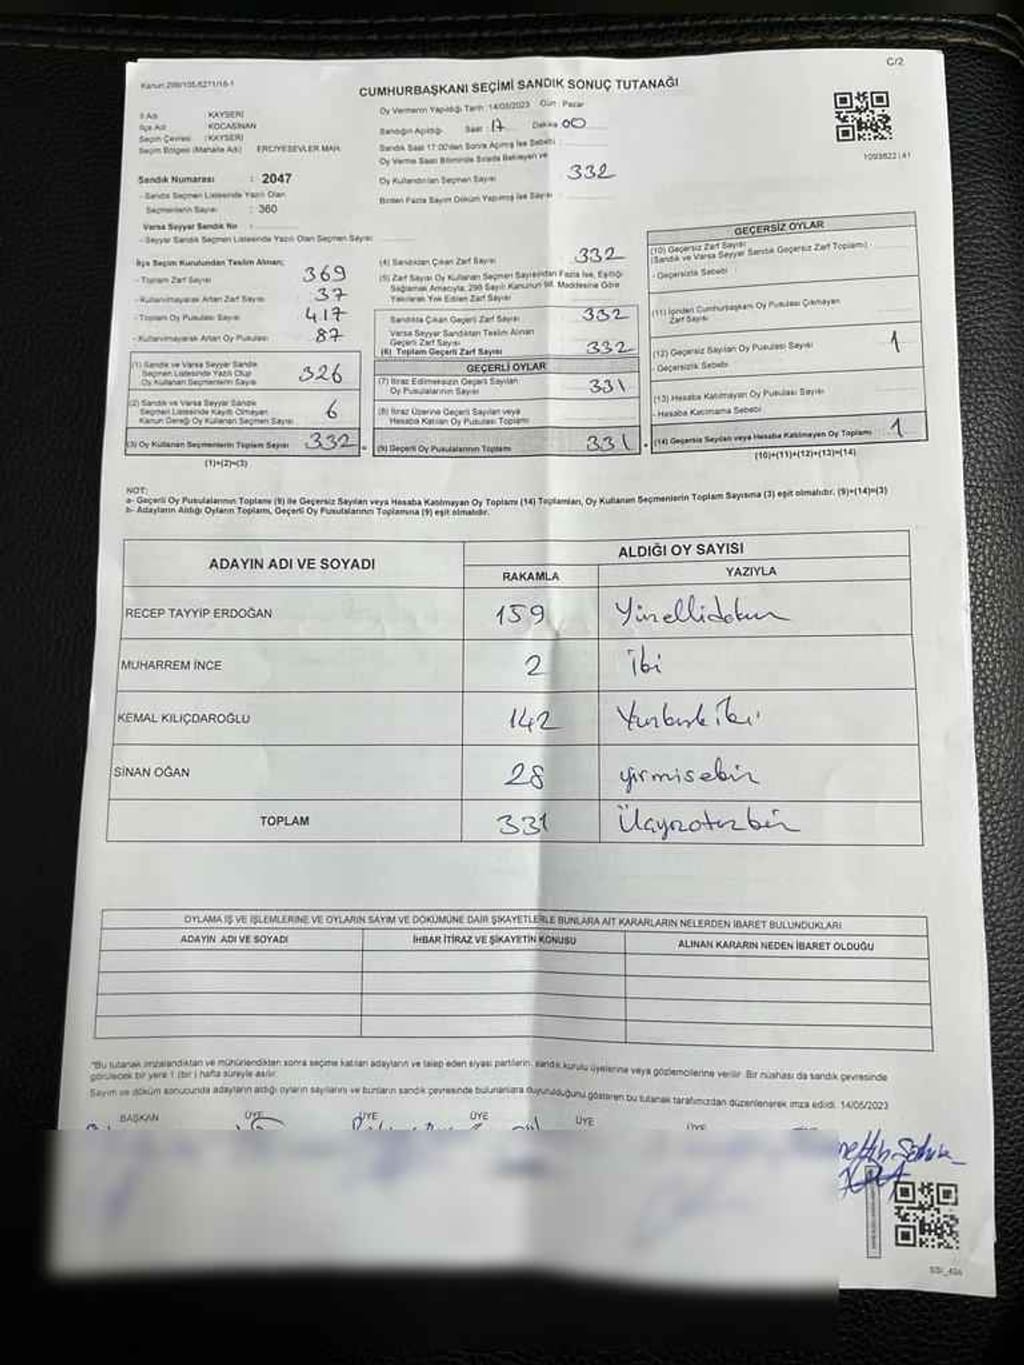 C/2
Kanun:298/105,6271/16-1
CUMHURBAŞKANI SEÇİMİ SANDIK SONUÇ TUTANAĞI
İl Adı : KAYSERİ
İlçe Adı : KOCASİNAN
Seçim Çevresi : (KAYSERİ)
Seçim Bölgesi (Mahalle Adı) ERCİYESEVLER MAH.
Sandık Numarası : 2047
- Sandık Seçmen Listesinde Yazılı Olan
Seçmenlerin Sayısı : 360
Varsa Seyyar Sandık No :
- Seyyar Sandık Seçmen Listesinde Yazılı Olan Seçmen Sayısı:
Oy Vermenin Yapıldığı Tarih :14/05/2023 Gün : Pazar
Sandığın Açıldığı Saat : 17 Dakika 00
Sandık Saat 17:00'den Sonra Açılmış İse Sebebi :
Oy Verme Saati Bitiminde Sırada Bekleyen ve
Oy Kullandırılan Seçmen Sayısı 332
Birden Fazla Sayım Döküm Yapılmış İse Sayısı
1093822 | 41
İlçe Seçim Kurulundan Teslim Alınan;
- Toplam Zarf Sayısı 369
- Kullanılmayarak Artan Zarf Sayısı 37
- Toplam Oy Pusulası Sayısı 417
- Kullanılmayarak Artan Oy Pusulası 87
(1) Sandık ve Varsa Seyyar Sandık
Seçmen Listesinde Yazılı Olup
Oy Kullanan Seçmenlerin Sayısı 326
(2) Sandık ve Varsa Seyyar Sandık
Seçmen Listesinde Kayıtlı Olmayan
Kanun Gereği Oy Kullanan Seçmen Sayısı 6
(3) Oy Kullanan Seçmenlerin Toplam Sayısı 332 =
(1)+(2)=(3)
(4) Sandıktan Çıkan Zarf Sayısı 332
(5) Zarf Sayısı Oy Kullanan Seçmen Sayısından Fazla İse, Eşitliği
Sağlamak Amacıyla, 298 Sayılı Kanunun 98. Maddesine Göre
Yakılarak Yok Edilen Zarf Sayısı
Sandıkta Çıkan Geçerli Zarf Sayısı 332
Varsa Seyyar Sandıktan Teslim Alınan
Geçerli Zarf Sayısı
(6) Toplam Geçerli Zarf Sayısı 332
GEÇERLİ OYLAR
(7) İtiraz Edilmeksizin Geçerli Sayılan
Oy Pusulalarının Sayısı 331
(8) İtiraz Üzerine Geçerli Sayılan veya
Hesaba Katılan Oy Pusulaları Toplamı
(9) Geçerli Oy Pusulalarının Toplamı 331 +
GEÇERSİZ OYLAR
(10) Geçersiz Zarf Sayısı
(Sandık ve Varsa Seyyar Sandık Geçersiz Zarf Toplamı)
- Geçersizlik Sebebi
(11) İçinden Cumhurbaşkanı Oy Pusulası Çıkmayan
Zarf Sayısı
(12) Geçersiz Sayılan Oy Pusulası Sayısı 1
- Geçersizlik Sebebi
(13) Hesaba Katılmayan Oy Pusulası Sayısı
- Hesaba Katılmama Sebebi
(14) Geçersiz Sayılan veya Hesaba Katılmayan Oy Toplamı 1
(10)+(11)+(12)+(13)=(14)
NOT:
a- Geçerli Oy Pusulalarının Toplamı (9) ile Geçersiz Sayılan veya Hesaba Katılmayan Oy Toplamı (14) Toplamları, Oy Kullanan Seçmenlerin Toplam Sayısına (3) eşit olmalıdır. (9)+(14)=(3)
b- Adayların Aldığı Oyların Toplamı, Geçerli Oy Pusulalarının Toplamına (9) eşit olmalıdır.
ADAYIN ADI VE SOYADI ALDIĞI OY SAYISI
RAKAMLA YAZIYLA
RECEP TAYYİP ERDOĞAN 159 Yüzellidokuz
MUHARREM İNCE 2 İki
KEMAL KILIÇDAROĞLU 142 Yüzkırkiki
SİNAN OĞAN 28 yirmisekiz
TOPLAM 331 Üçyüzotuzbir
OYLAMA İŞ VE İŞLEMLERİNE VE OYLARIN SAYIM VE DÖKÜMÜNE DAİR ŞİKAYETLERLE BUNLARA AİT KARARLARIN NELERDEN İBARET BULUNDUKLARI
ADAYIN ADI VE SOYADI İHBAR İTİRAZ VE ŞİKAYETİN KONUSU ALINAN KARARIN NEDEN İBARET OLDUĞU
*Bu tutanak imzalandıktan ve mühürlendikten sonra seçime katılan adayların ve talep eden siyasi partilerin, sandık kurulu üyelerine veya gözlemcilerine verilir. Bir nüshası da sandık çevresinde
görülecek bir yere 1 (bir) hafta süreyle asılır.
Sayım ve döküm sonucunda adayların aldığı oyların sayılarını ve bunların sandık çevresinde bulunanlara duyurulduğunu gösteren bu tutanak tarafımızdan düzenlenerek imza edildi. 14/05/2023
BAŞKAN ÜYE ÜYE ÜYE ÜYE ÜYE